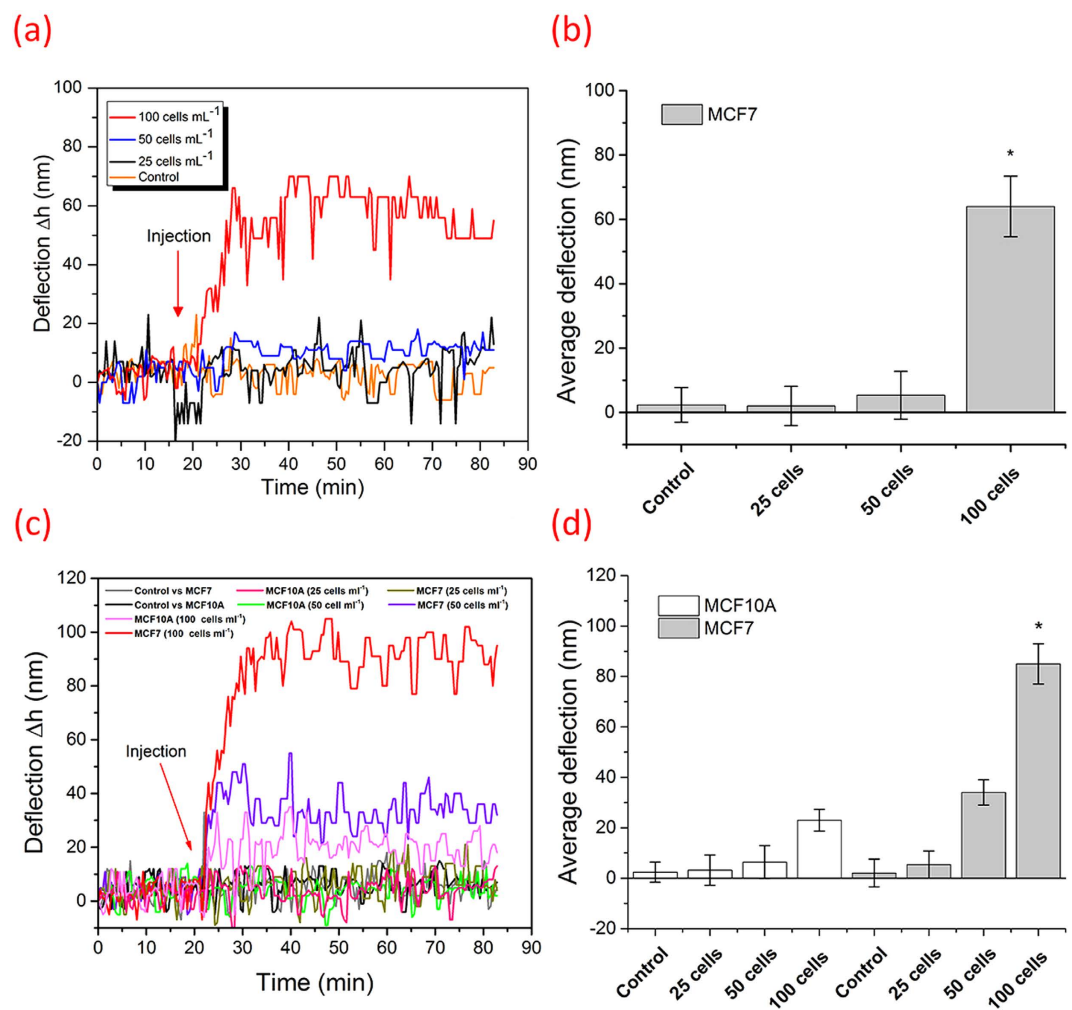 (a)
100
80
60
40
20
0
-20
Deflection Δh (nm)
100 cells mL-1
50 cells mL-1
25 cells mL-1
Control
Injection
0 10 20 30 40 50 60 70 80 90
Time (min)
(b)
100
80
60
40
20
0
Average deflection (nm)
MCF7
*
Control
25 cells
50 cells
100 cells
(c)
120
100
80
60
40
20
0
Deflection Δh (nm)
Control vs MCF7 MCF10A (25 cells ml-1) MCF7 (25 cells ml-1)
Control vs MCF10A MCF10A (50 cell ml-1) MCF7 (50 cells ml-1)
MCF10A (100 cells ml-1)
MCF7 (100 cells ml-1)
Injection
0 10 20 30 40 50 60 70 80 90
Time (min)
(d)
120
100
80
60
40
20
0
-20
Average deflection (nm)
MCF10A
MCF7
*
Control
25 cells
50 cells
100 cells
Control
25 cells
50 cells
100 cells